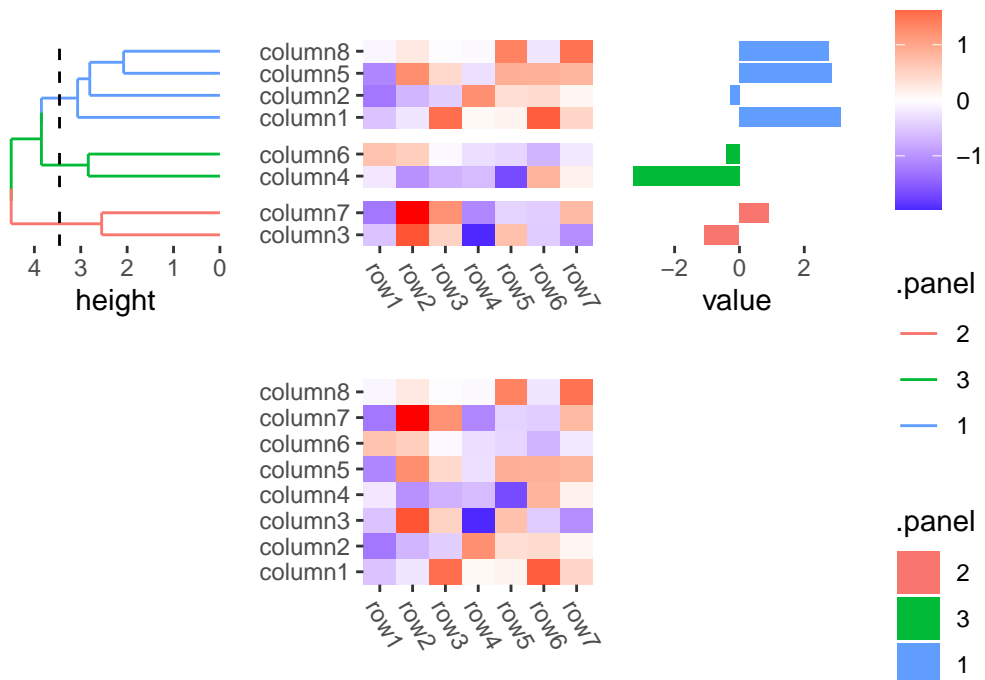 column8
column5
column2
column1
column6
column4
column7
column3
4 3 2 1 0
height
row1 row2 row3 row4 row5 row6 row7
−2 0 2
value
1
0
−1
.panel
2
3
1
column8
column7
column6
column5
column4
column3
column2
column1
row1 row2 row3 row4 row5 row6 row7
.panel
2
3
1